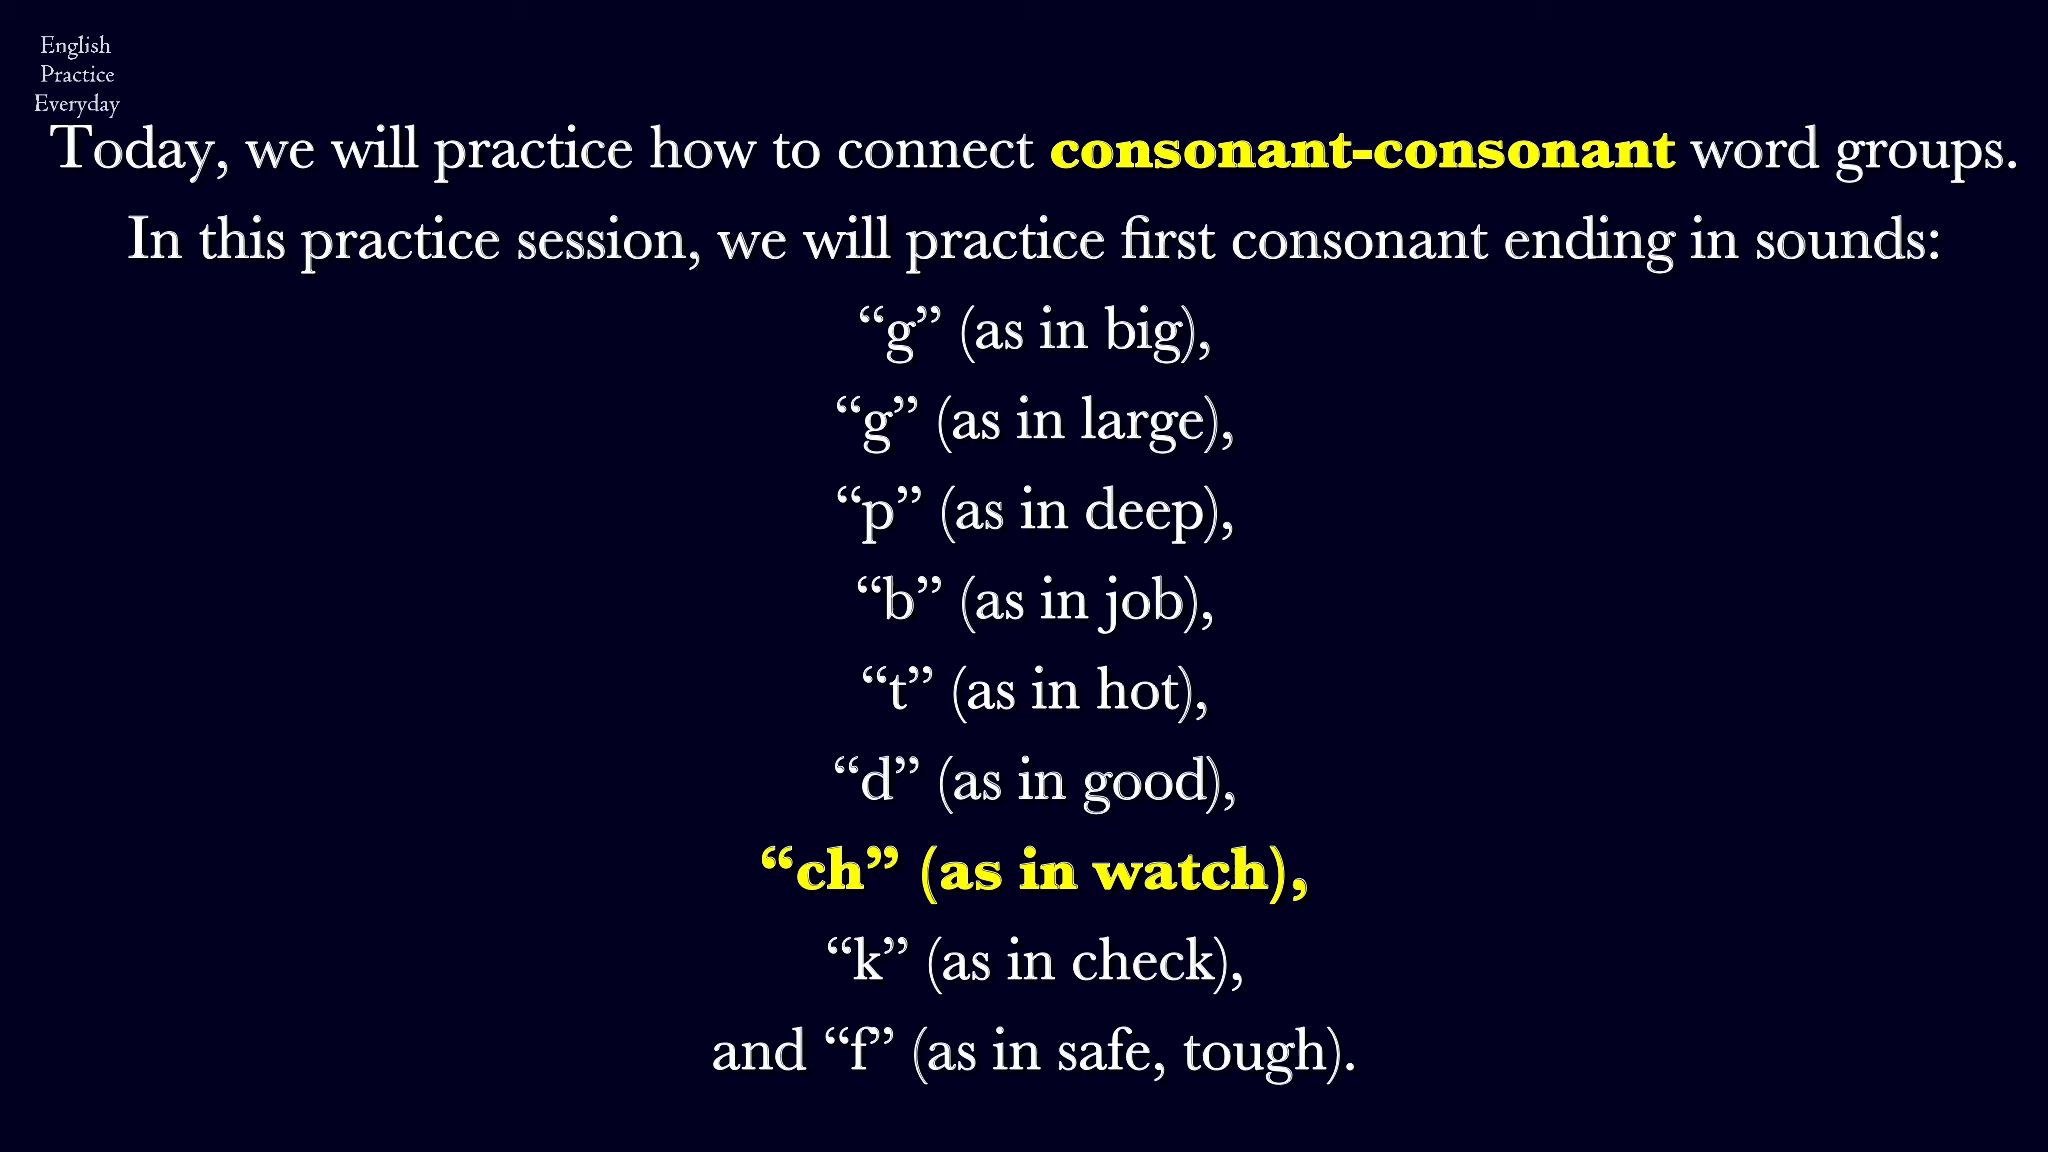 English
Practice
Everyday
Today, we will practice how to connect consonant-consonant word groups.
In this practice session, we will practice first consonant ending in sounds:
“g” (as in big),
“g” (as in large),
“p” (as in deep),
“b” (as in job),
“t” (as in hot),
“d” (as in good),
“ch” (as in watch),
“k” (as in check),
and “f” (as in safe, tough).